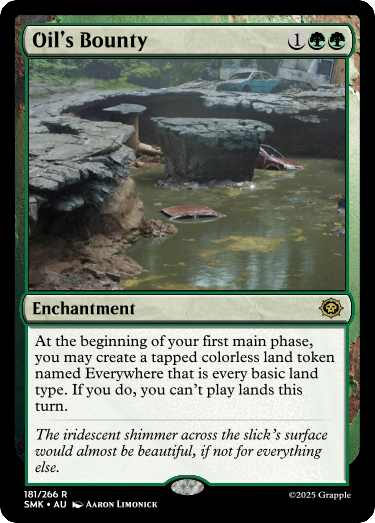 Oil's Bounty 1
Enchantment
At the beginning of your first main phase,
you may create a tapped colorless land token
named Everywhere that is every basic land
type. If you do, you can't play lands this
turn.
The iridescent shimmer across the slick's surface
would almost be beautiful, if not for everything
else.
181/266 R
SMK • AU Aaron Limonick
©2025 Grapple